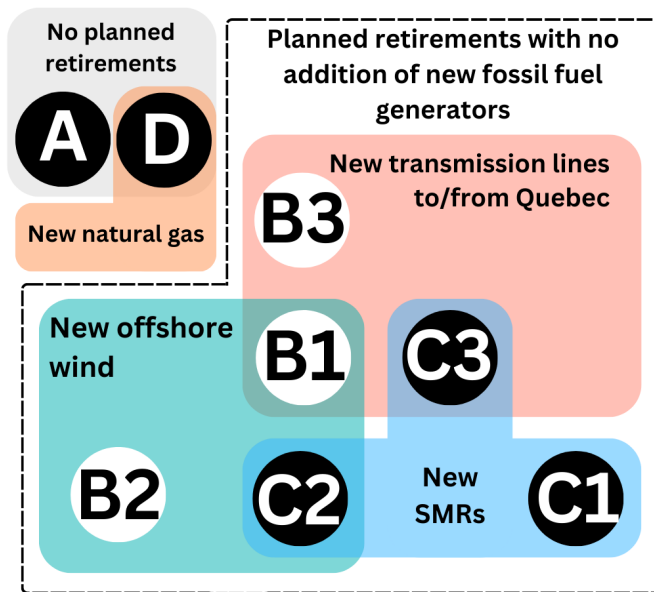 No planned
retirements
A
D
New natural gas
Planned retirements with no
addition of new fossil fuel
generators
New transmission lines
to/from Quebec
B3
New offshore
wind
B1
C3
B2
C2
New
SMRs
C1